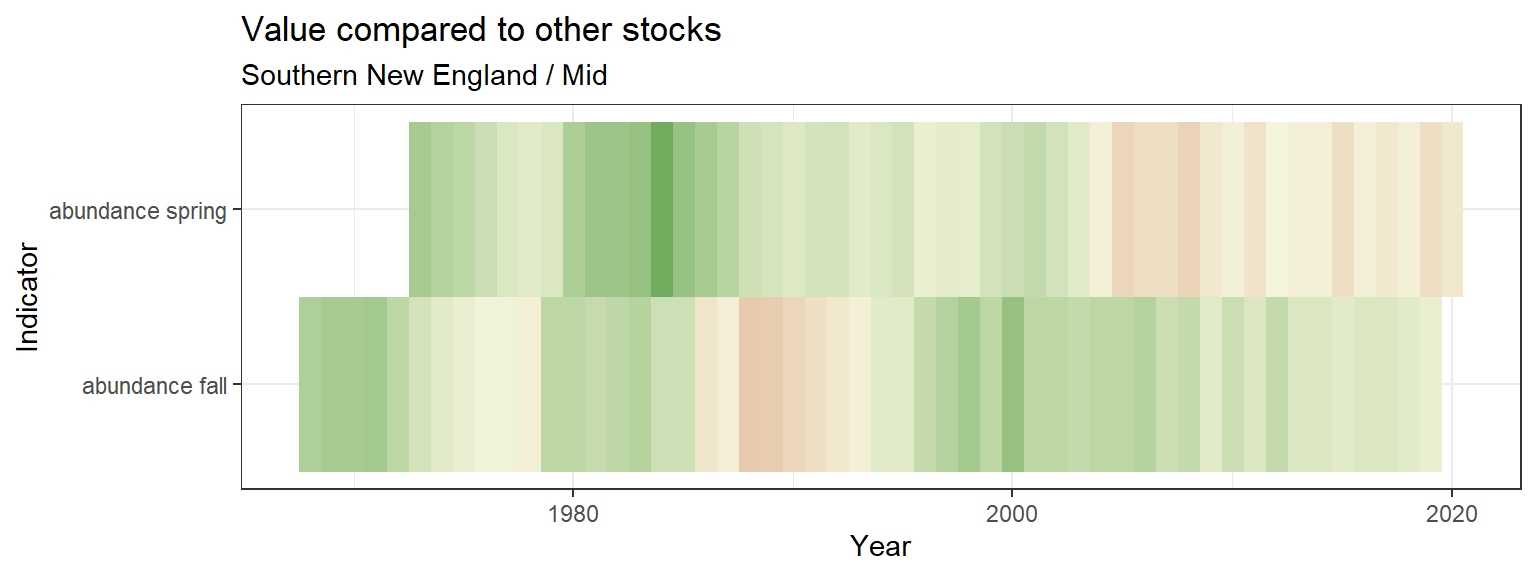 Value compared to other stocks
Southern New England / Mid
Indicator
abundance spring
abundance fall
1980
2000
2020
Year